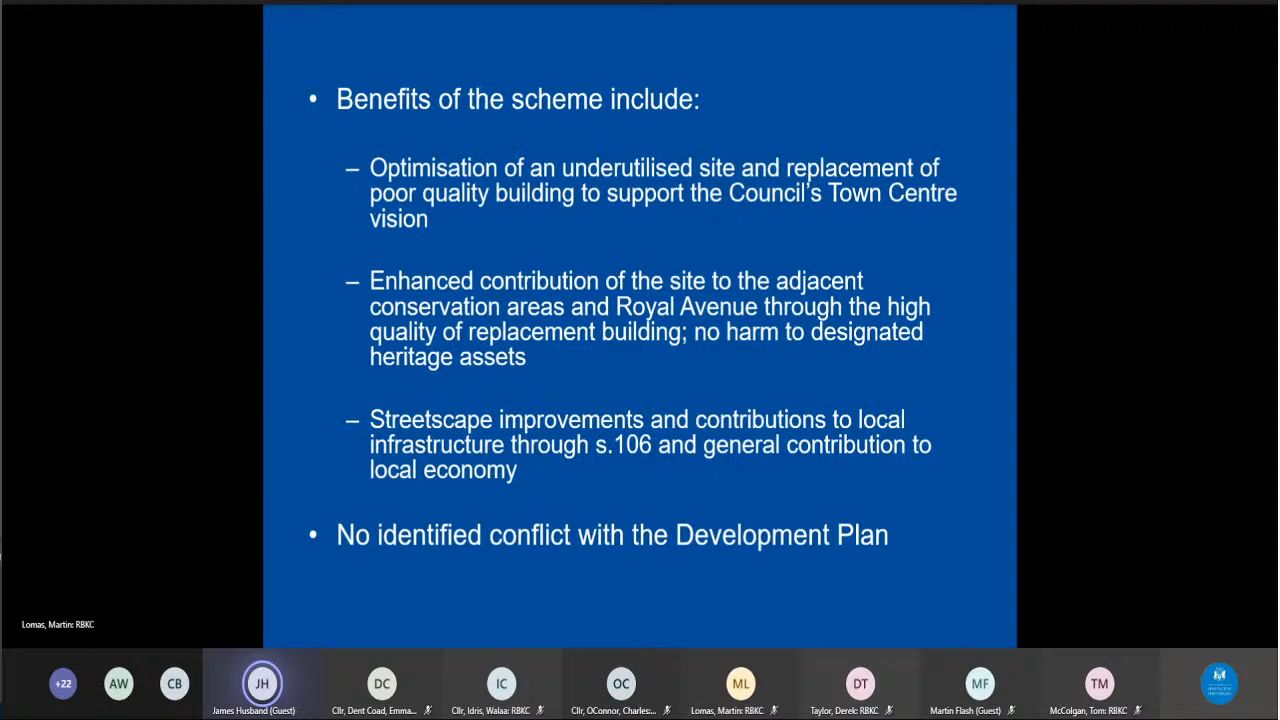 • Benefits of the scheme include:
– Optimisation of an underutilised site and replacement of
poor quality building to support the Council's Town Centre
vision
– Enhanced contribution of the site to the adjacent
conservation areas and Royal Avenue through the high
quality of replacement building; no harm to designated
heritage assets
– Streetscape improvements and contributions to local
infrastructure through s.106 and general contribution to
local economy
• No identified conflict with the Development Plan
Lomas, Martin: RBKC
+22 AW CB JH DC IC OC ML DT MF TM
James Husband (Guest) Cllr, Dent Coad, Emma... Cllr, Idris, Walaa: RBKC Cllr, OConnor, Charles:... Lomas, Martin: RBKC Taylor, Derek: RBKC Martin Flash (Guest) McColgan, Tom: RBKC